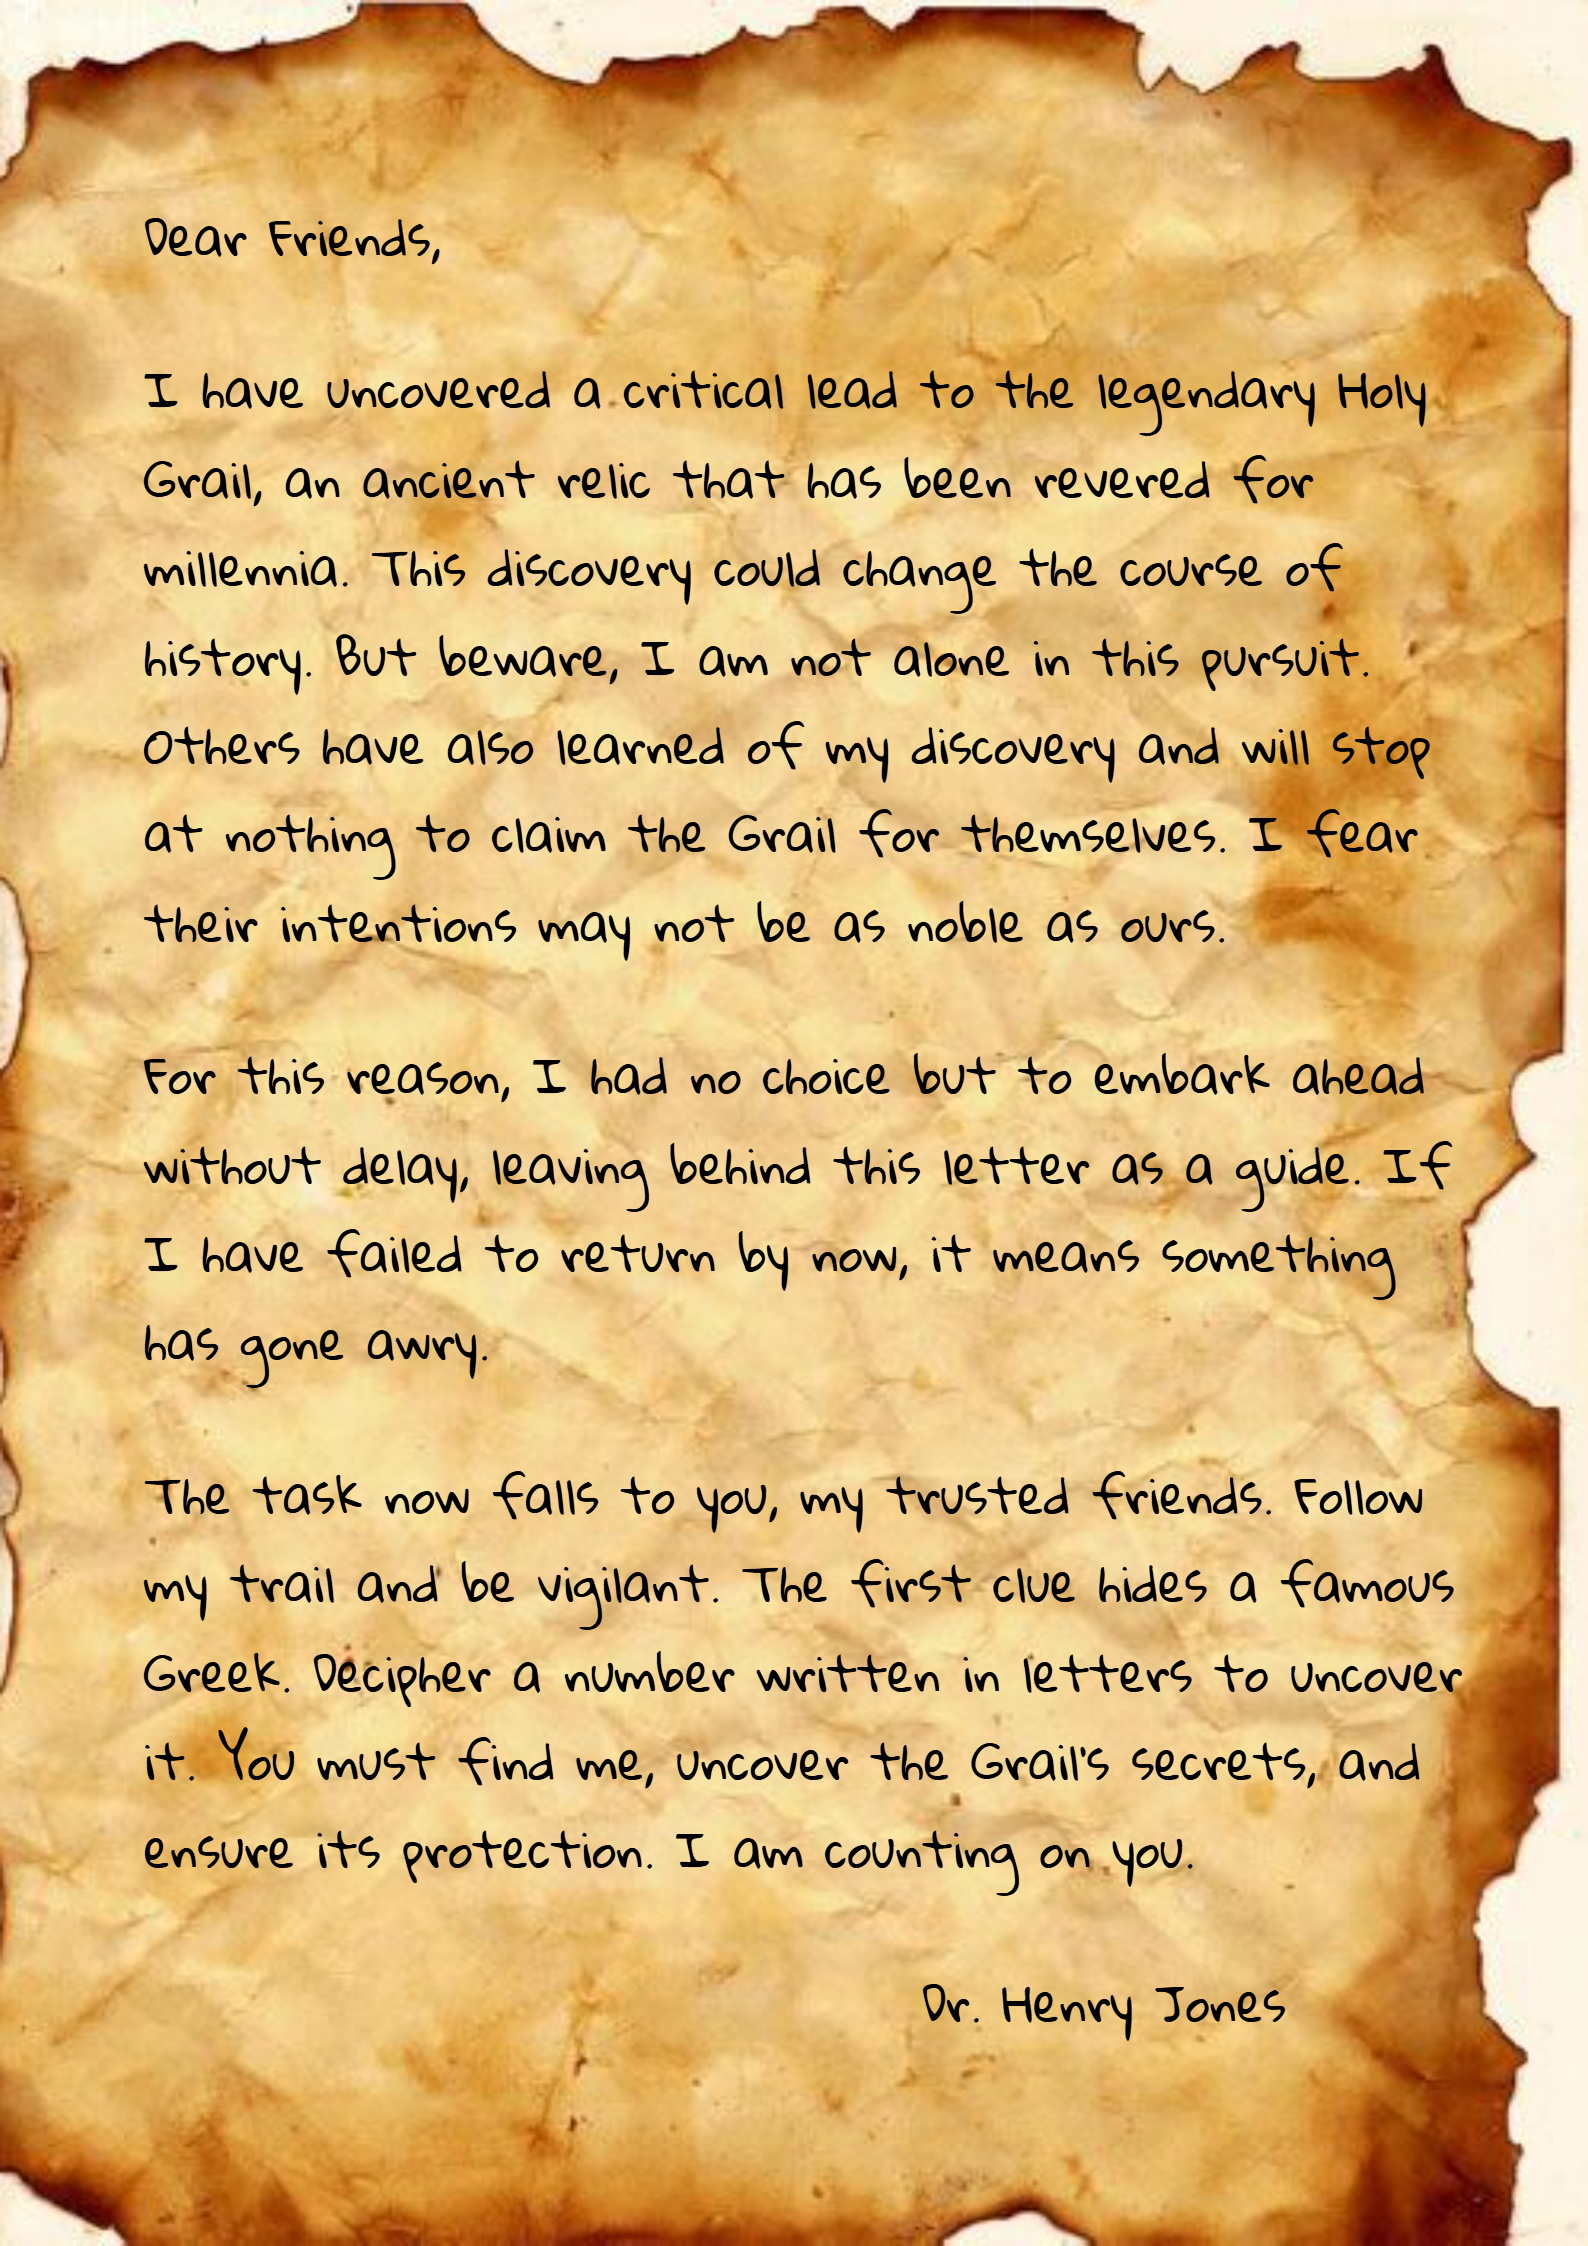 Dear Friends,
I have uncovered a critical lead to the legendary Holy
Grail, an ancient relic that has been revered for
millennia. This discovery could change the course of
history. But beware, I am not alone in this pursuit.
Others have also learned of my discovery and will stop
at nothing to claim the Grail for themselves. I fear
their intentions may not be as noble as ours.
For this reason, I had no choice but to embark ahead
without delay, leaving behind this letter as a guide. If
I have failed to return by now, it means something
has gone awry.
The task now falls to you, my trusted friends. Follow
my trail and be vigilant. The first clue hides a famous
Greek. Decipher a number written in letters to uncover
it. You must find me, uncover the Grail's secrets, and
ensure its protection. I am counting on you.
Dr. Henry Jones